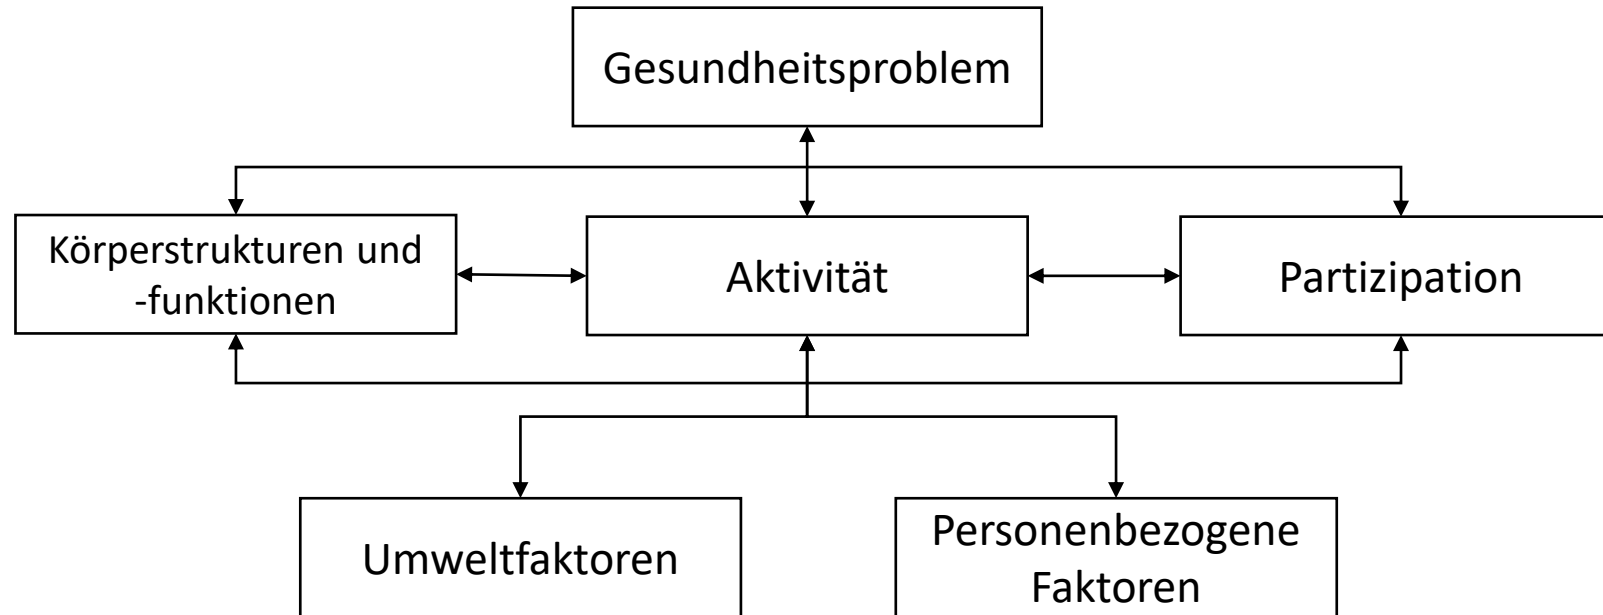 Gesundheitsproblem
Körperstrukturen und
-funktionen
Aktivität
Partizipation
Umweltfaktoren
Personenbezogene
Faktoren